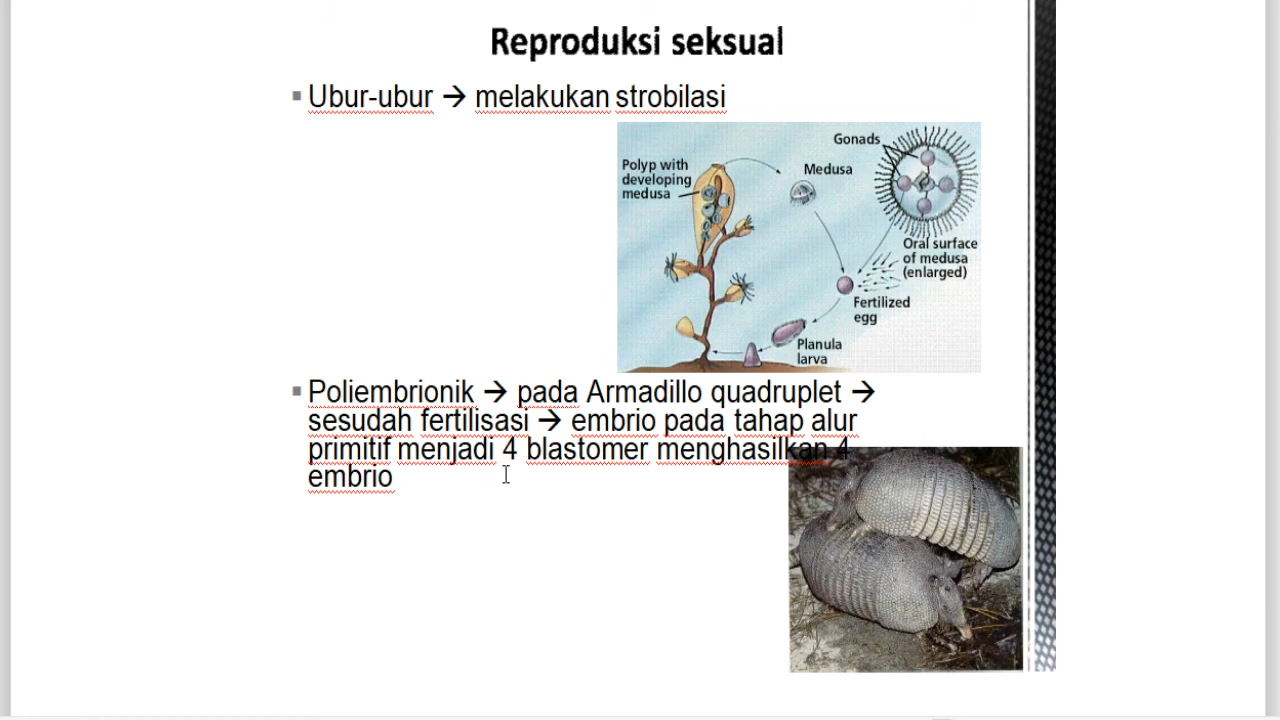 Reproduksi seksual
Ubur-ubur → melakukan strobilasi
Gonads
Polyp with
developing
medusa
Medusa
Oral surface
of medusa
(enlarged)
Fertilized
egg
Planula
larva
Poliembrionik → pada Armadillo quadruplet →
sesudah fertilisasi → embrio pada tahap alur
primitif menjadi 4 blastomer menghasilkan 4
embrio